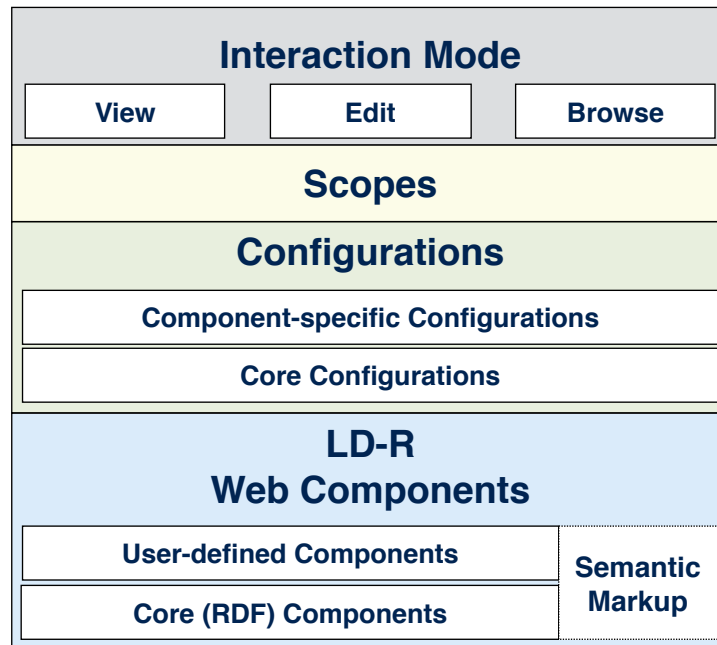 Interaction Mode
View
Edit
Browse
Scopes
Configurations
Component-specific Configurations
Core Configurations
LD-R
Web Components
User-defined Components
Core (RDF) Components
Semantic
Markup